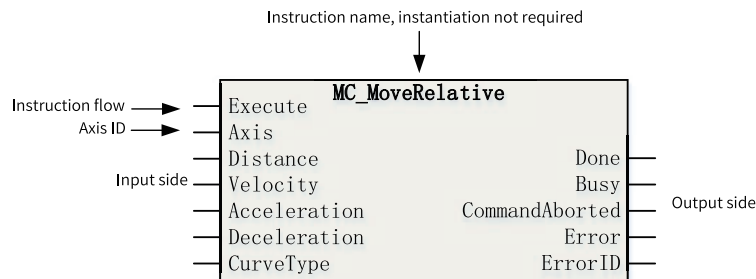 Instruction name, instantiation not required
MC_MoveRelative
Instruction flow
Execute
Axis ID
Axis
Distance
Done
Input side
Velocity
Busy
Output side
Acceleration
CommandAborted
Deceleration
Error
CurveType
ErrorID